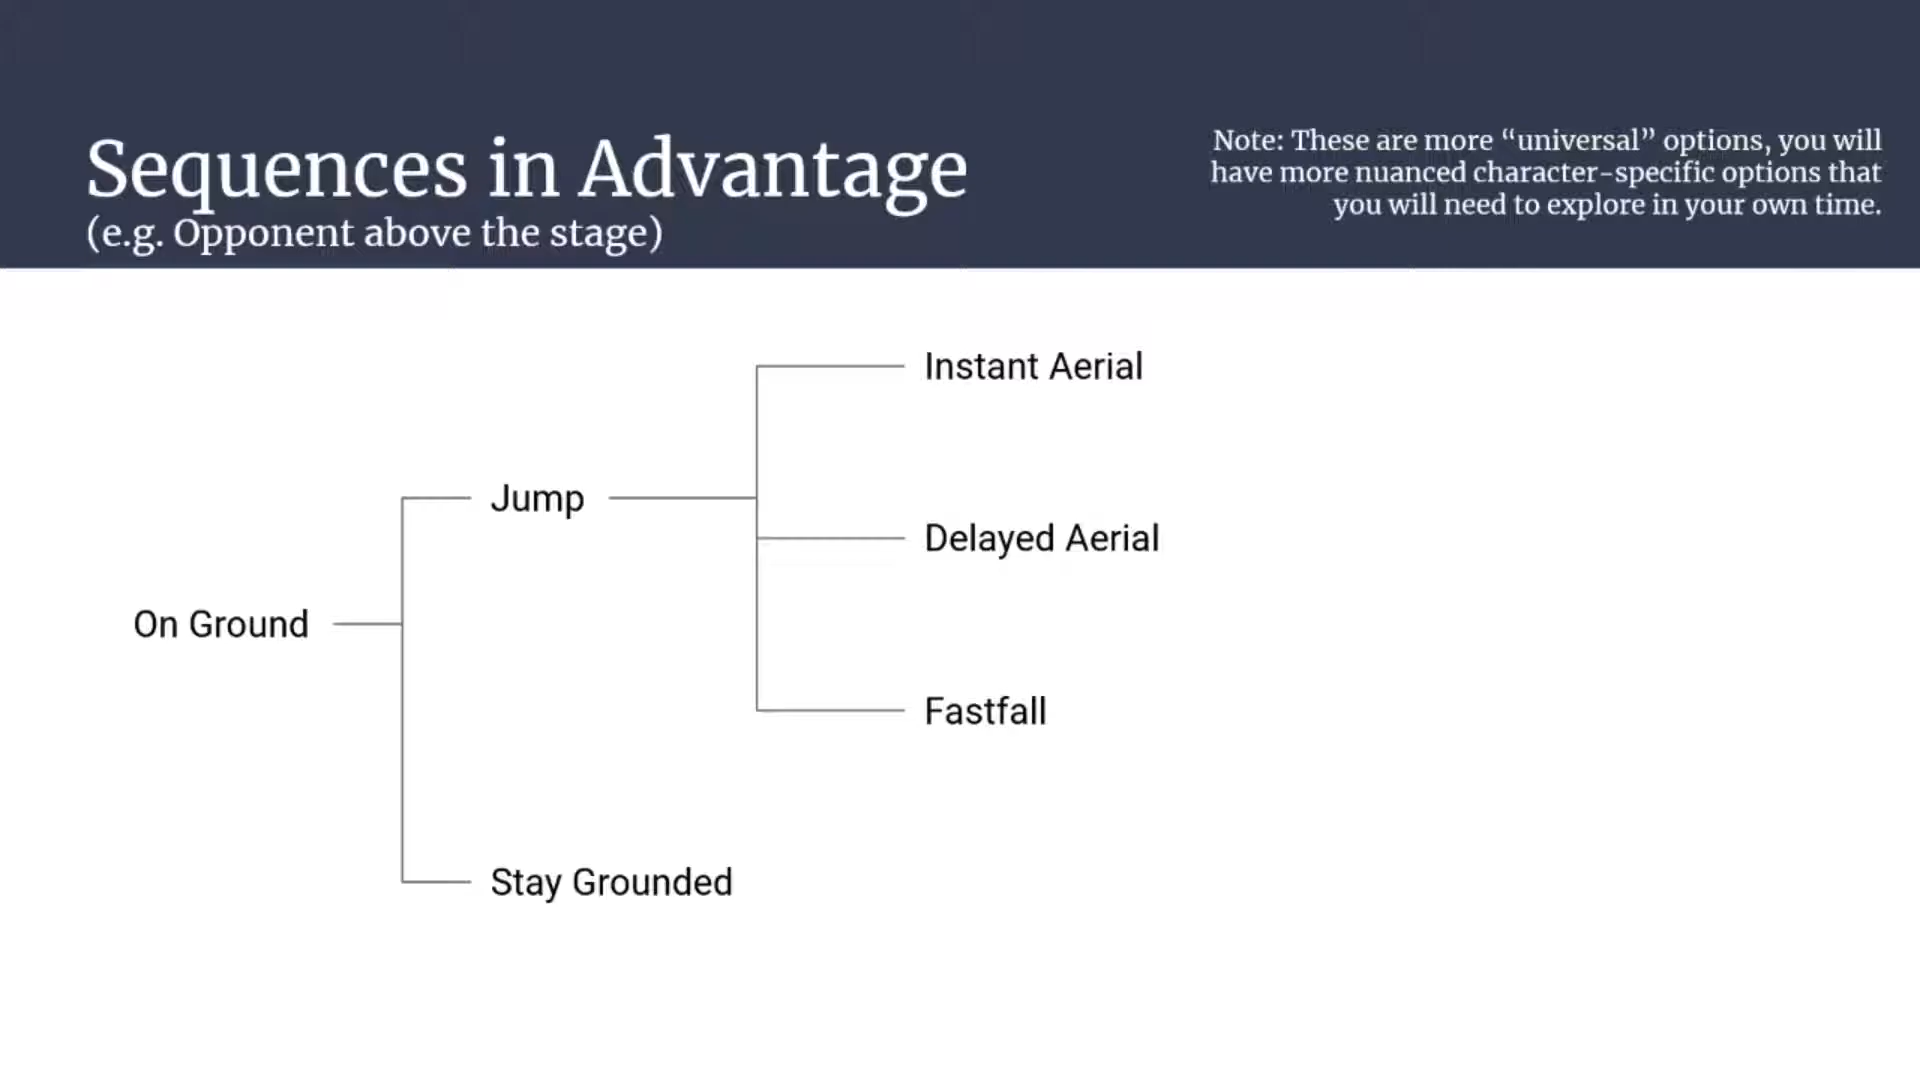 Sequences in Advantage
(e.g. Opponent above the stage)
Note: These are more “universal” options, you will
have more nuanced character-specific options that
you will need to explore in your own time.
Instant Aerial
Jump
Delayed Aerial
On Ground
Fastfall
Stay Grounded